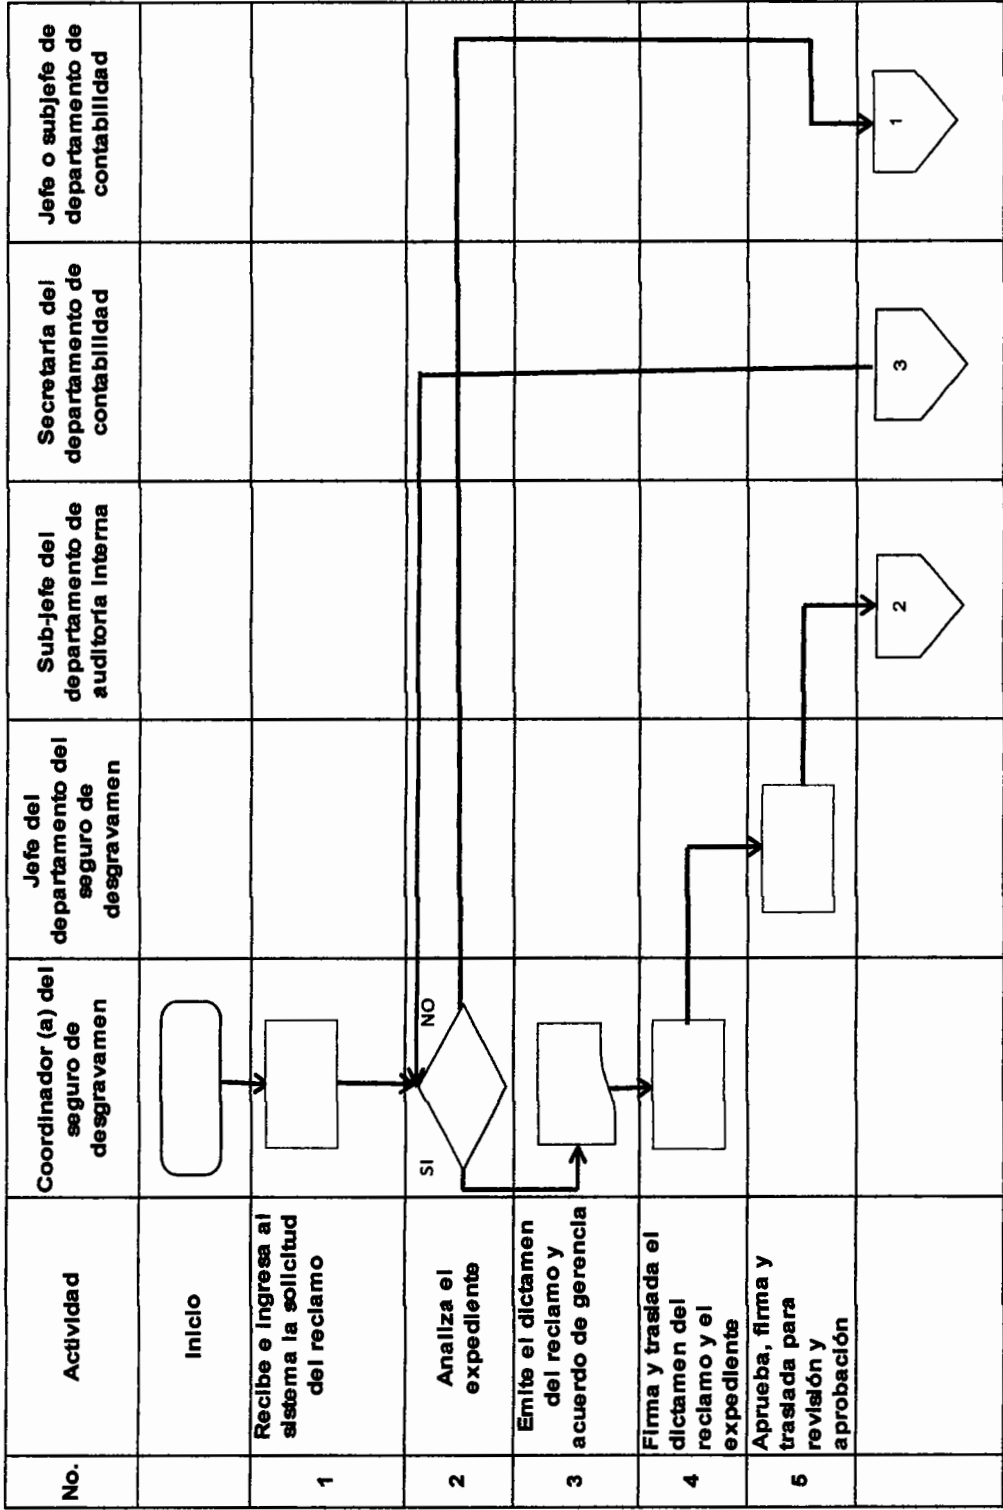 No.
Actividad
Coordinador (a) del
seguro de
desgravamen
Jefe del
departamento del
seguro de
desgravamen
Sub-jefe del
departamento de
auditoría Interna
Secretaría del
departamento de
contabilidad
Jefe o subjefe de
departamento de
contabilidad
Inicio
1
Recibe e ingresa al
sistema la solicitud
del reclamo
2
Analiza el
expediente
SI
NO
3
Emite el dictamen
del reclamo y
acuerdo de gerencia
4
Firma y traslada el
dictamen del
reclamo y el
expediente
5
Aprueba, firma y
traslada para
revisión y
aprobación
2
3
1